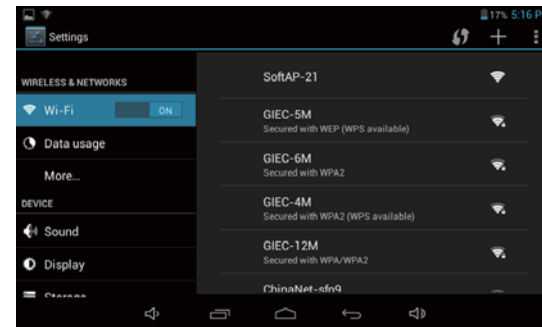 17% 5:16 P
Settings
WIRELESS & NETWORKS
Wi-Fi ON
Data usage
More...
DEVICE
Sound
Display
Storage
SoftAP-21
GIEC-5M
Secured with WEP (WPS available)
GIEC-6M
Secured with WPA2
GIEC-4M
Secured with WPA2 (WPS available)
GIEC-12M
Secured with WPA/WPA2
ChinaNet-sfn9